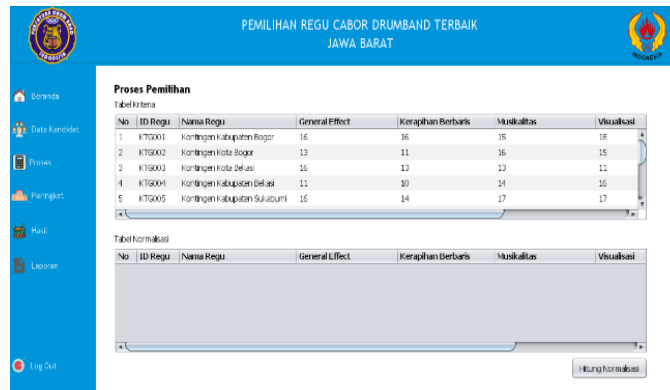 PEMILIHAN REGU CABOR DRUMBAND TERBAIK
JAWA BARAT
INDONESIA
Beranda
Data Kandidat
Proses
Peringkat
Hasil
Laporan
Log Out
Proses Pemilihan
Tabel Kriteria
No ID Regu Nama Regu General Effect Kerapihan Berbaris Musikalitas Visualisasi
1 KTG001 Kontingen Kabupaten Bogor 16 16 15 18
2 KTG002 Kontingen Kota Bogor 13 11 16 15
3 KTG003 Kontingen Kota Bekasi 16 13 13 11
4 KTG004 Kontingen Kabupaten Bekasi 11 10 14 16
5 KTG005 Kontingen Kabupaten Sukabumi 16 14 17 17
Tabel Normalisasi
No ID Regu Nama Regu General Effect Kerapihan Berbaris Musikalitas Visualisasi
Hitung Normalisasi